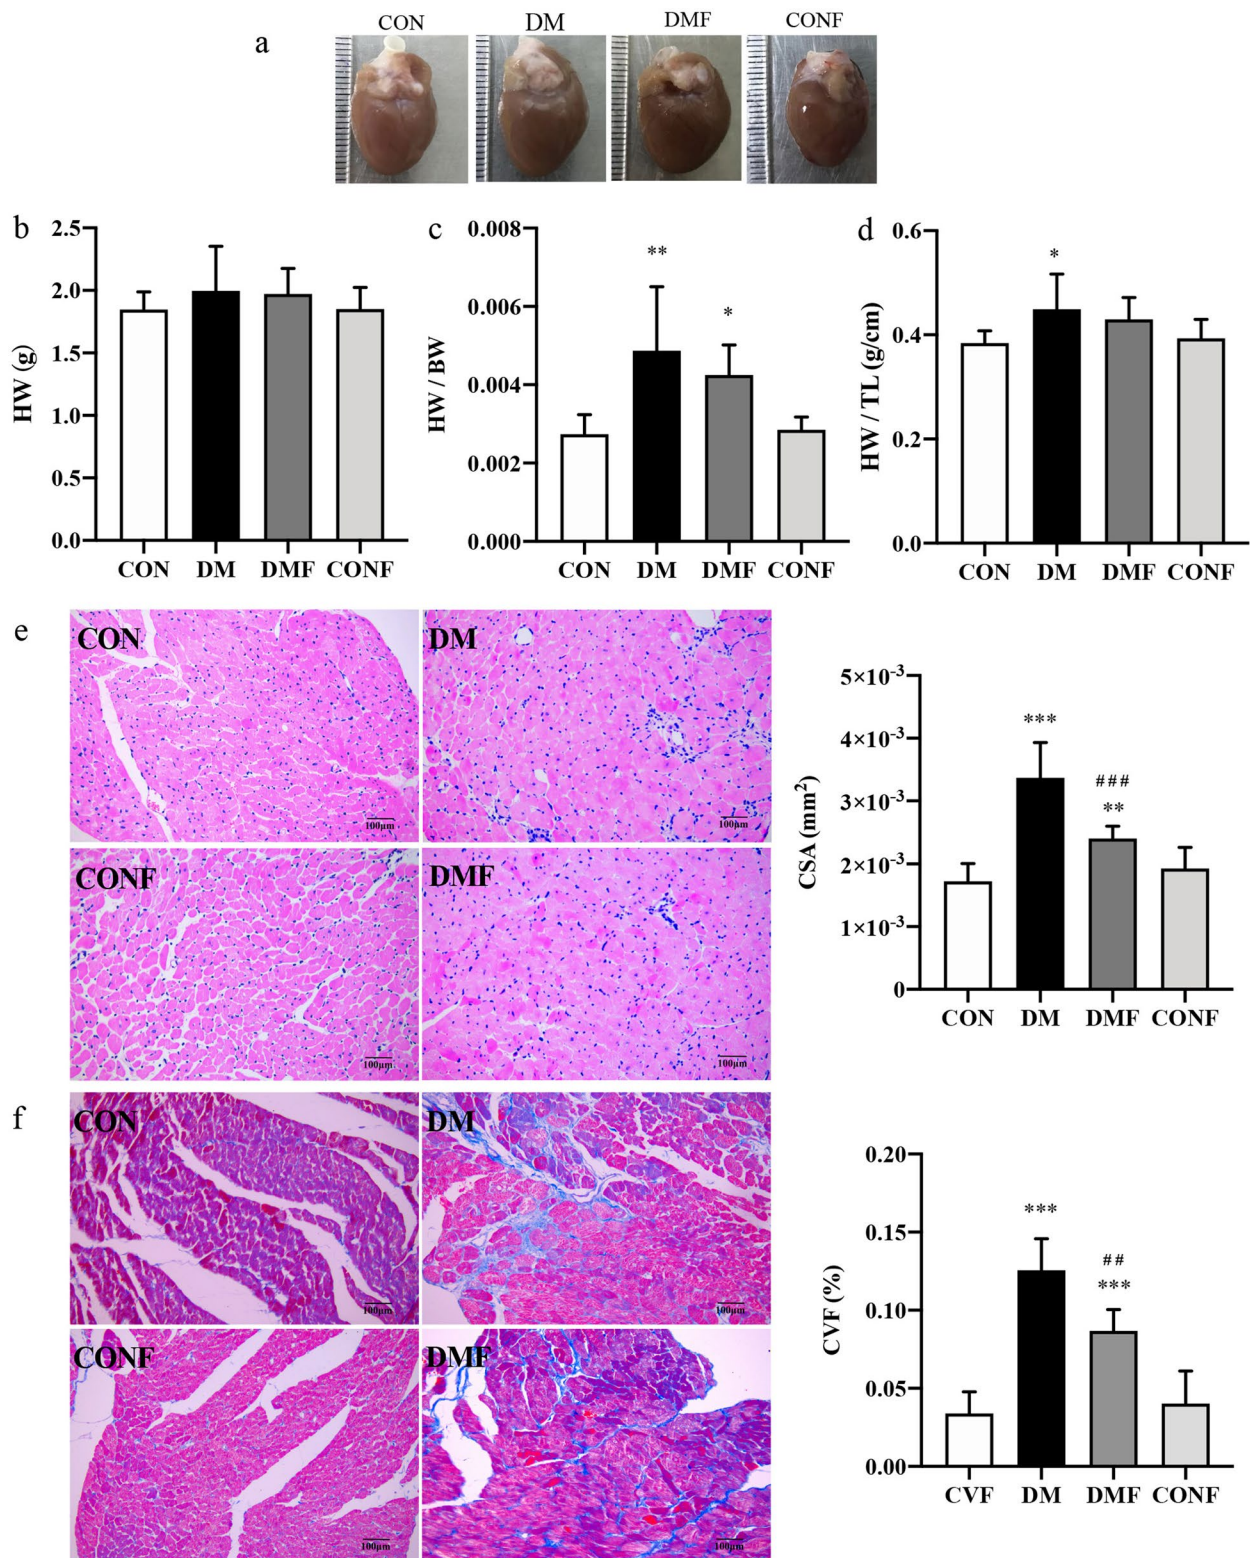 a
CON DM DMF CONF
b
HW (g)
2.5
2.0
1.5
1.0
0.5
0.0
CON DM DMF CONF
c
HW / BW
0.008
0.006
0.004
0.002
0.000
**
*
CON DM DMF CONF
d
HW / TL (g/cm)
0.6
0.4
0.2
0.0
*
CON DM DMF CONF
e
CON
100μm
DM
100μm
CONF
100μm
DMF
100μm
CSA (mm²)
5×10⁻³
4×10⁻³
3×10⁻³
2×10⁻³
1×10⁻³
0
***
###
**
CON DM DMF CONF
f
CON
100μm
DM
100μm
CONF
100μm
DMF
100μm
CVF (%)
0.20
0.15
0.10
0.05
0.00
***
##
***
CVF DM DMF CONF